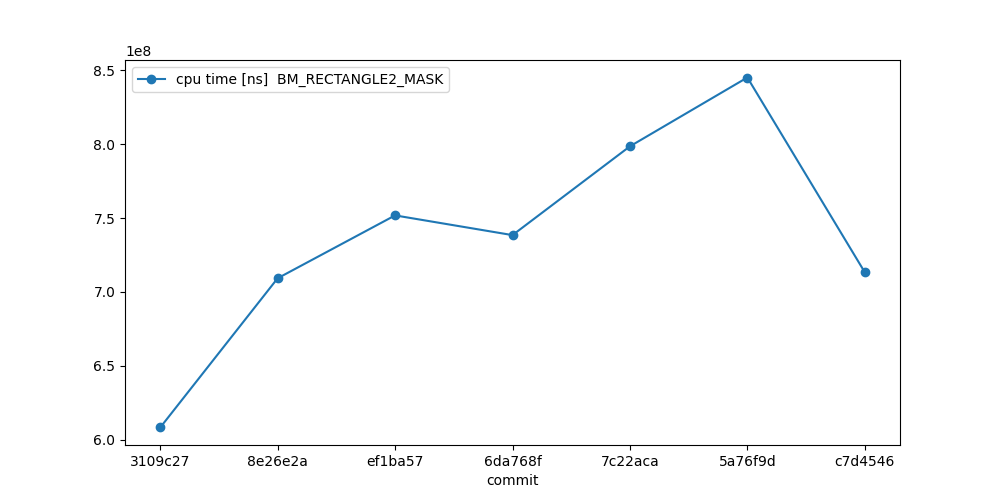 1e8
8.5
cpu time [ns]  BM_RECTANGLE2_MASK
8.0
7.5
7.0
6.5
6.0
3109c27 8e26e2a ef1ba57 6da768f 7c22aca 5a76f9d c7d4546
commit